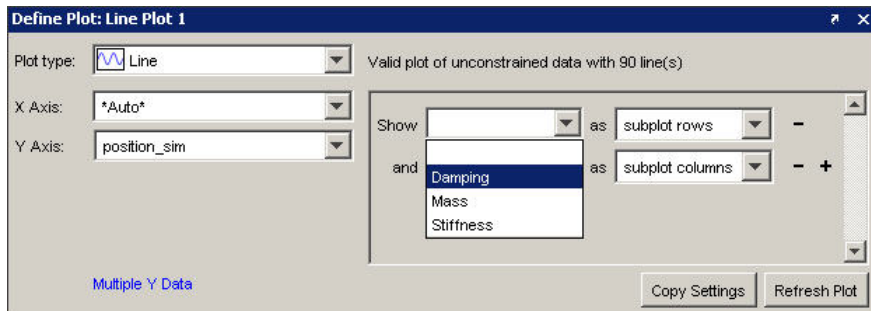 Define Plot: Line Plot 1
Plot type: Line
Valid plot of unconstrained data with 90 line(s)
X Axis: *Auto*
Y Axis: position_sim
Show as subplot rows −
and as subplot columns − +
Damping
Mass
Stiffness
Multiple Y Data
Copy Settings
Refresh Plot